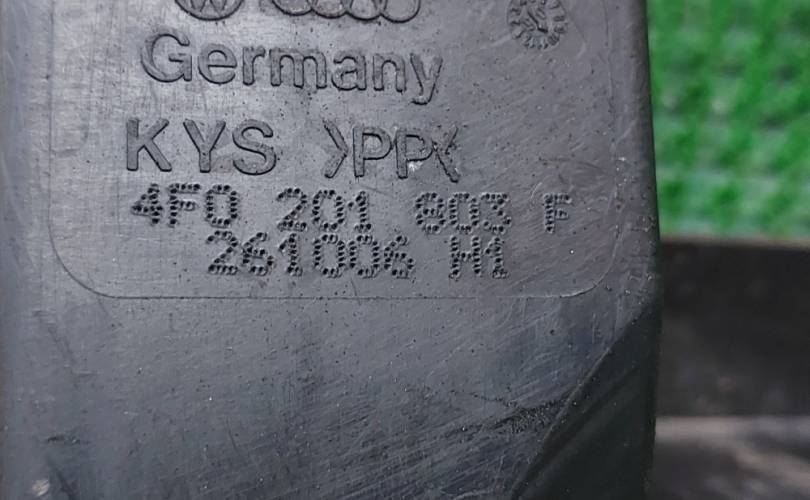 Germany
KYS >PP<
4F0 201 803 F
261006 H1